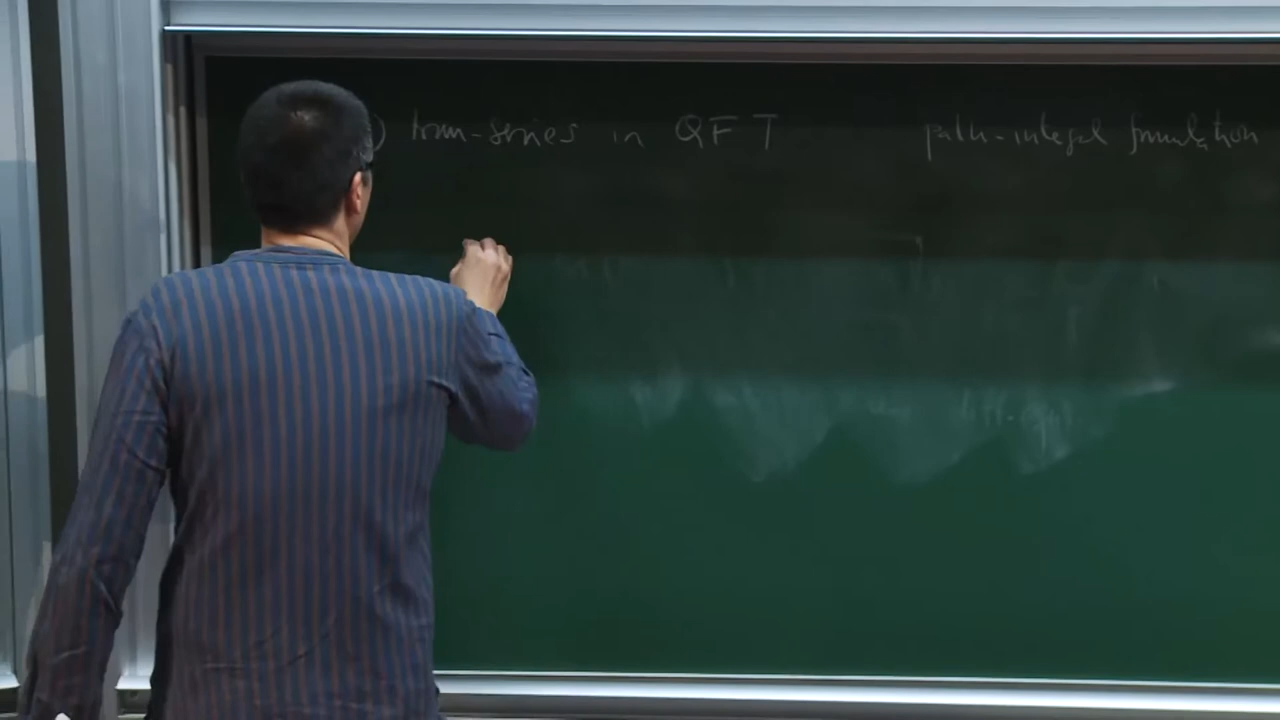 ) trans-series in QFT path-integral formulation